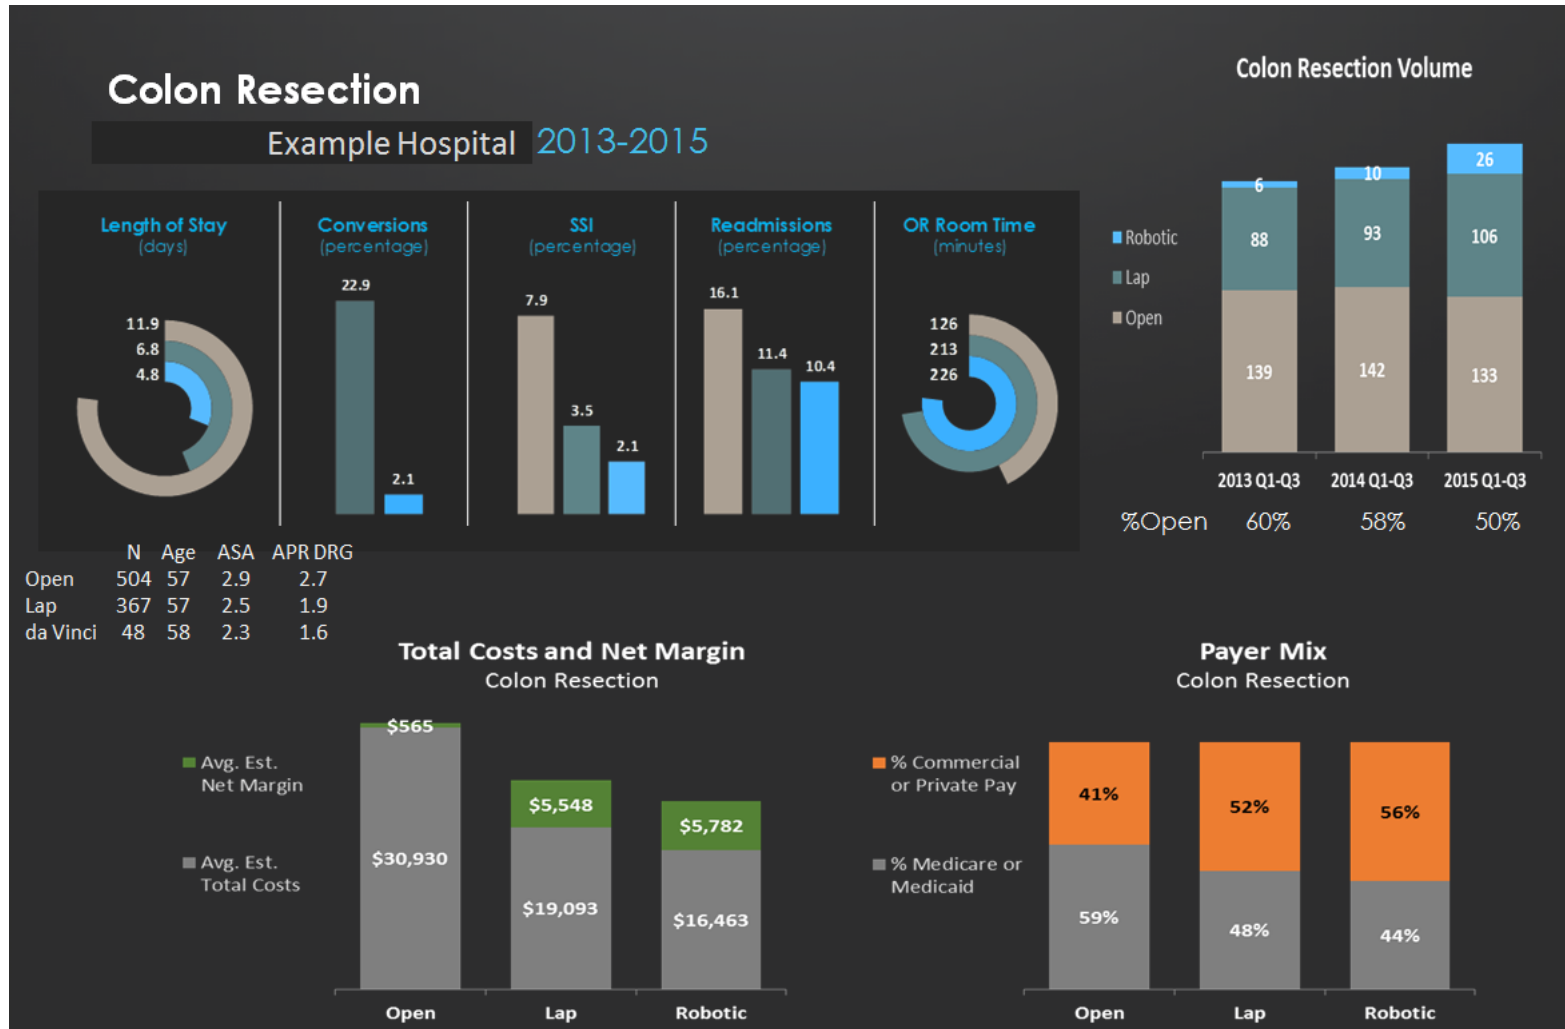 Colon Resection
Example Hospital 2013-2015
Length of Stay
(days)
11.9
6.8
4.8
Conversions
(percentage)
22.9
2.1
SSI
(percentage)
7.9
3.5
2.1
Readmissions
(percentage)
16.1
11.4
10.4
OR Room Time
(minutes)
126
213
226
Colon Resection Volume
Robotic
Lap
Open
6
88
139
10
93
142
26
106
133
2013 Q1-Q3 2014 Q1-Q3 2015 Q1-Q3
%Open 60% 58% 50%
N Age ASA APR DRG
Open 504 57 2.9 2.7
Lap 367 57 2.5 1.9
da Vinci 48 58 2.3 1.6
Total Costs and Net Margin
Colon Resection
Avg. Est.
Net Margin
Avg. Est.
Total Costs
$565
$30,930
$5,548
$19,093
$5,782
$16,463
Open Lap Robotic
Payer Mix
Colon Resection
% Commercial
or Private Pay
% Medicare or
Medicaid
41%
59%
52%
48%
56%
44%
Open Lap Robotic